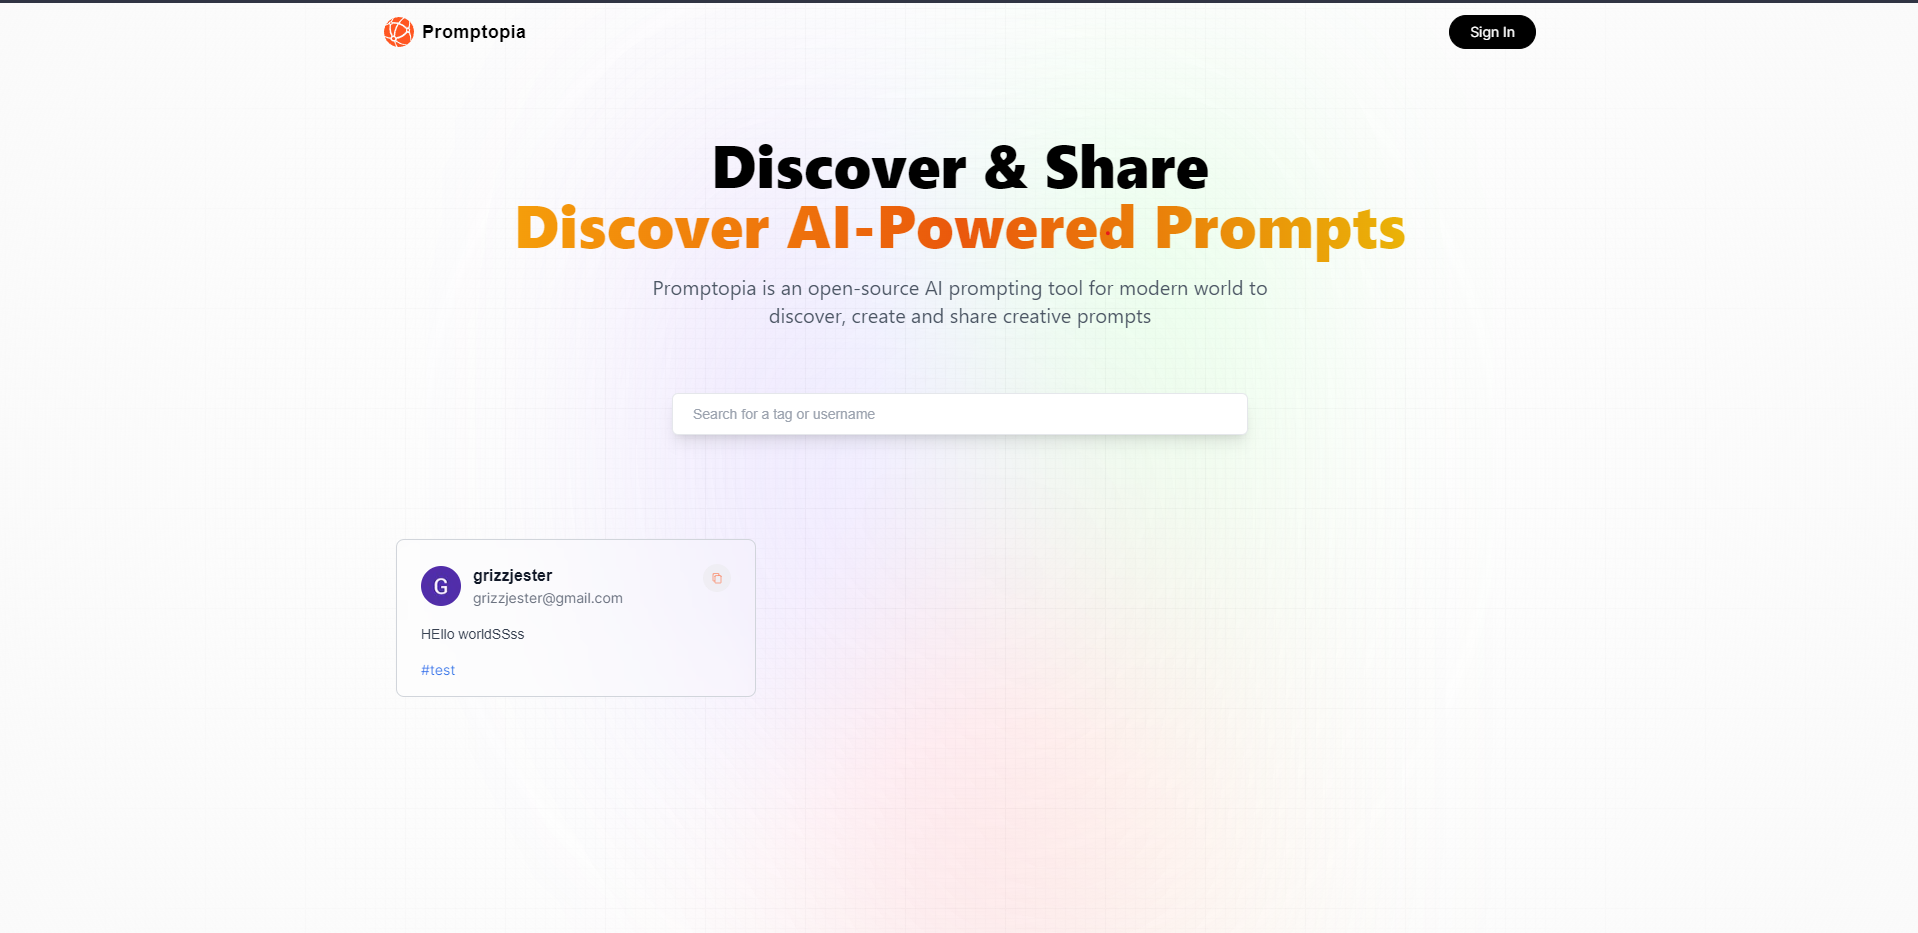 Promptopia
Sign In
Discover & Share
Discover AI-Powered Prompts
Promptopia is an open-source AI prompting tool for modern world to
discover, create and share creative prompts
Search for a tag or username
G
grizzjester
grizzjester@gmail.com
HEllo worldSSss
#test